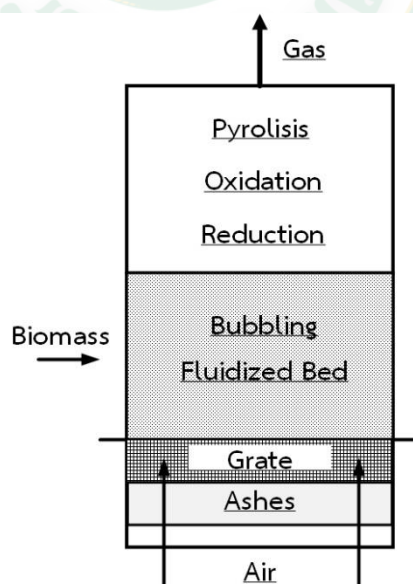 Gas
Pyrolisis
Oxidation
Reduction
Biomass
Bubbling
Fluidized Bed
Grate
Ashes
Air